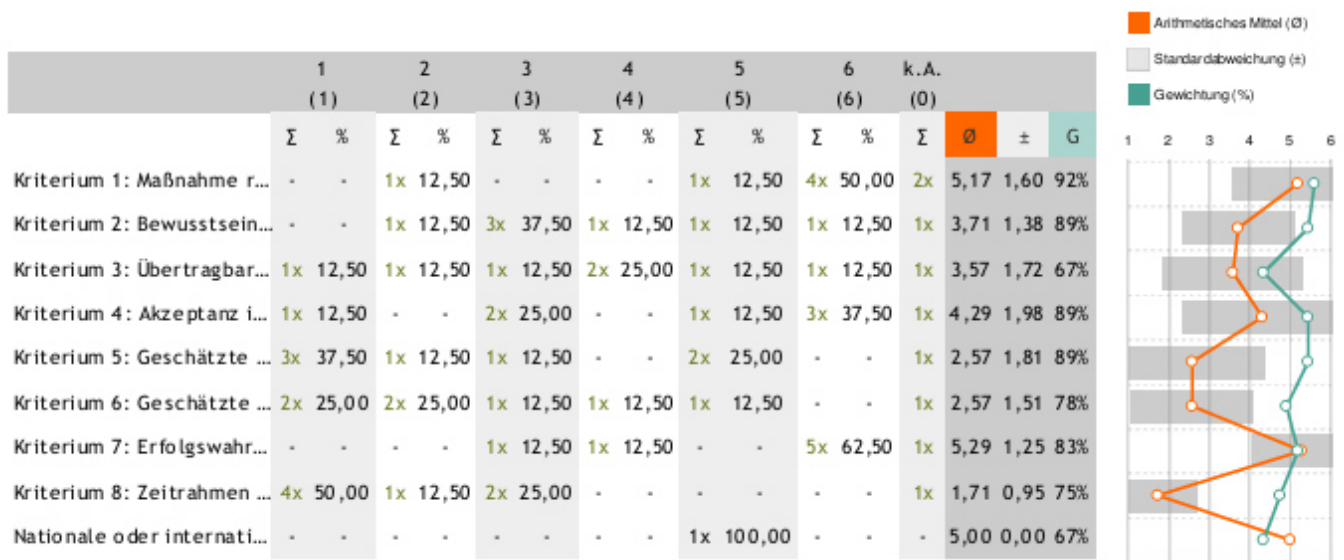 Arithmetisches Mittel (Ø)
Standardabweichung (±)
Gewichtung (%)
1 2 3 4 5 6 k.A.
(1) (2) (3) (4) (5) (6) (0)
Σ % Σ % Σ % Σ % Σ % Σ % Σ Ø ± G
1 2 3 4 5 6
Kriterium 1: Maßnahme r... - - 1x 12,50 - - - - 1x 12,50 4x 50,00 2x 5,17 1,60 92%
Kriterium 2: Bewusstsein... - - 1x 12,50 3x 37,50 1x 12,50 1x 12,50 1x 12,50 1x 3,71 1,38 89%
Kriterium 3: Übertragbar... 1x 12,50 1x 12,50 1x 12,50 2x 25,00 1x 12,50 1x 12,50 1x 3,57 1,72 67%
Kriterium 4: Akzeptanz i... 1x 12,50 - - 2x 25,00 - - 1x 12,50 3x 37,50 1x 4,29 1,98 89%
Kriterium 5: Geschätzte ... 3x 37,50 1x 12,50 1x 12,50 - - 2x 25,00 - - 1x 2,57 1,81 89%
Kriterium 6: Geschätzte ... 2x 25,00 2x 25,00 1x 12,50 1x 12,50 1x 12,50 - - 1x 2,57 1,51 78%
Kriterium 7: Erfolgswahr... - - - - 1x 12,50 1x 12,50 - - 5x 62,50 1x 5,29 1,25 83%
Kriterium 8: Zeitrahmen ... 4x 50,00 1x 12,50 2x 25,00 - - - - - - 1x 1,71 0,95 75%
Nationale oder internati... - - - - - - - - 1x 100,00 - - - 5,00 0,00 67%